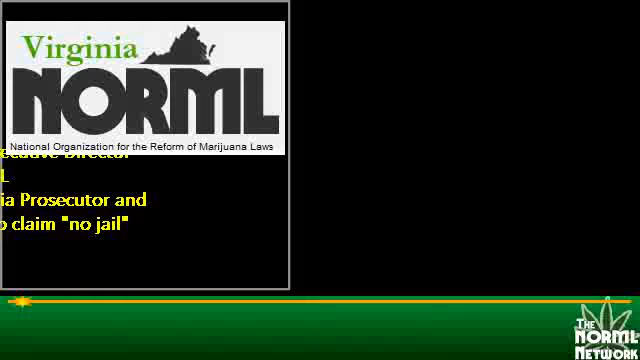 Virginia
NORML
National Organization for the Reform of Marijuana Laws
L
ia Prosecutor and
claim "no jail"
THE
NORML
NETWORK